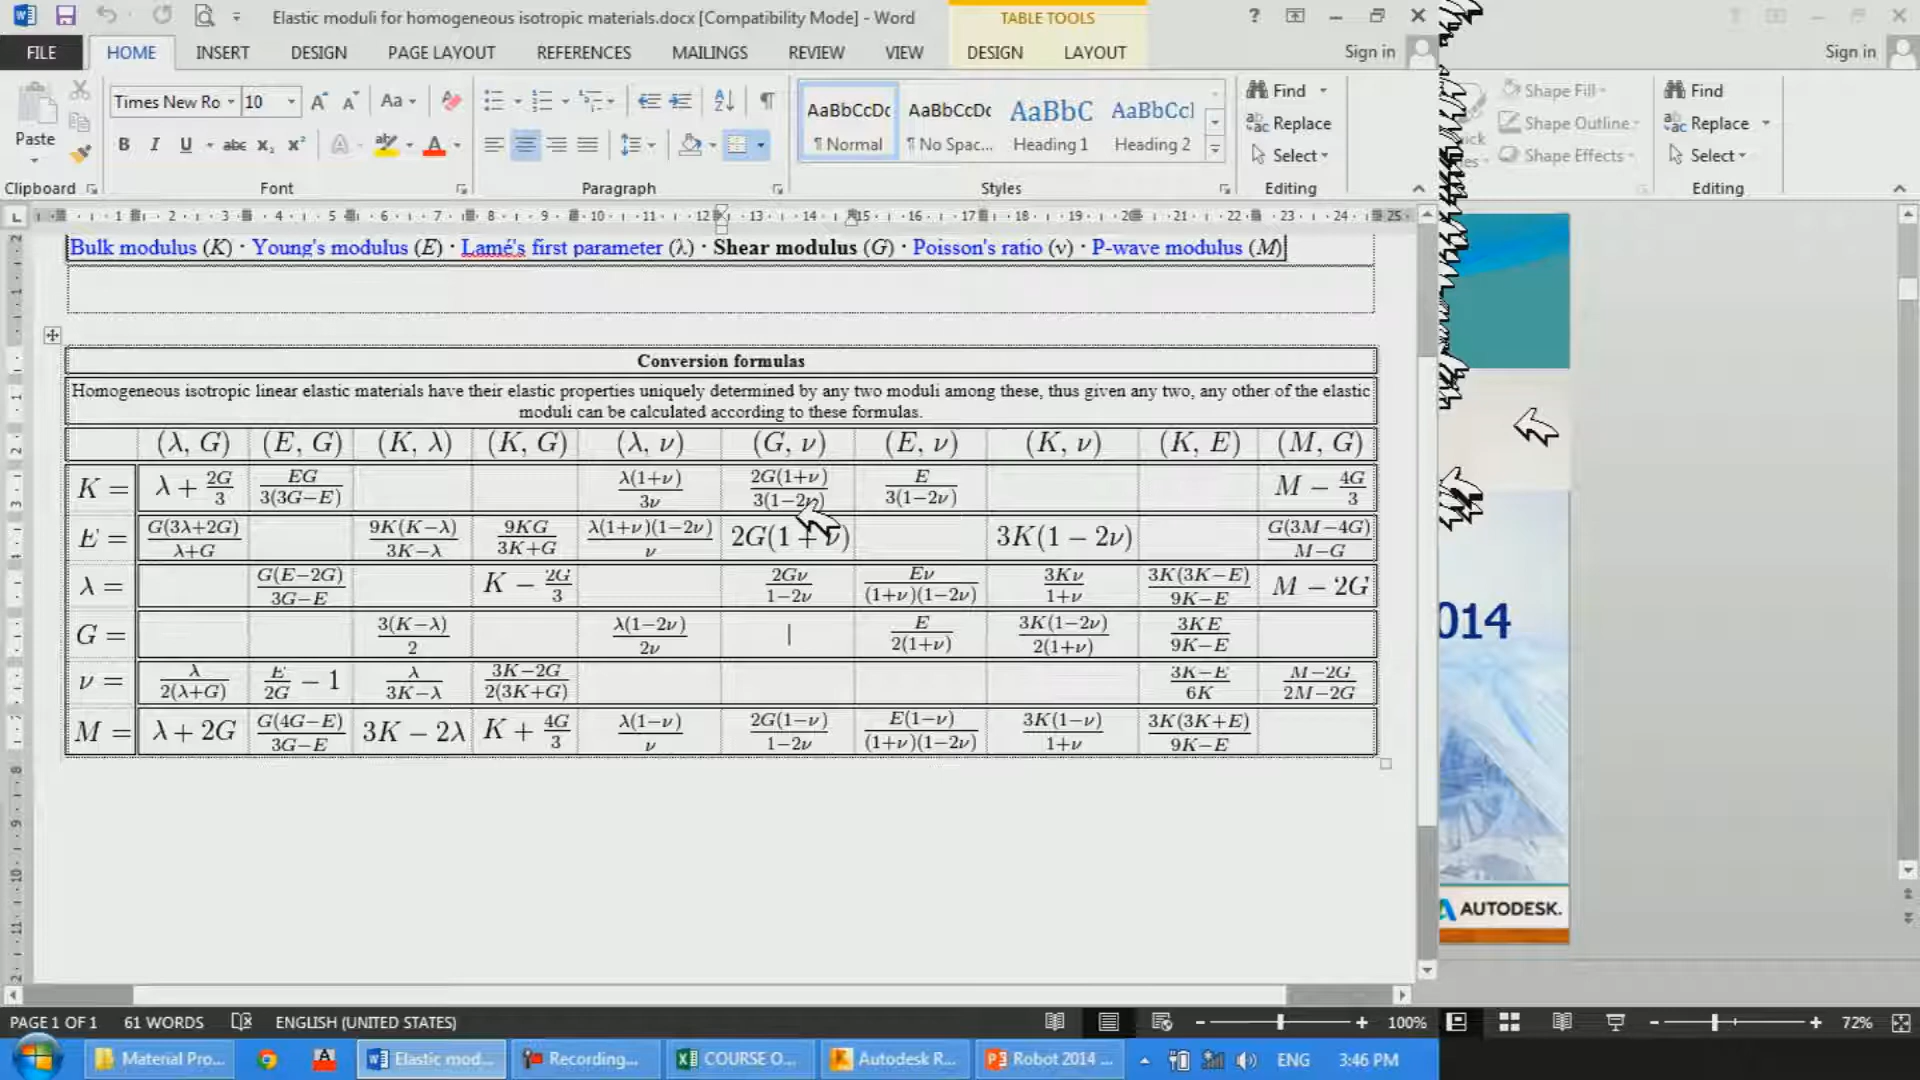 Elastic moduli for homogeneous isotropic materials.docx [Compatibility Mode] - Word
TABLE TOOLS
FILE HOME INSERT DESIGN PAGE LAYOUT REFERENCES MAILINGS REVIEW VIEW DESIGN LAYOUT Sign in Sign in
Paste
Times New Ro 10
AaBbCcDc AaBbCcDc AaBbC AaBbCcl
¶ Normal ¶ No Spac... Heading 1 Heading 2
Find
Replace
Select
Shape Fill
Shape Outline
Shape Effects
Find
Replace
Select
Clipboard Font Paragraph Styles Editing Editing
Bulk modulus (K) · Young's modulus (E) · Lamé's first parameter (λ) · Shear modulus (G) · Poisson's ratio (ν) · P-wave modulus (M)
Conversion formulas
Homogeneous isotropic linear elastic materials have their elastic properties uniquely determined by any two moduli among these, thus given any two, any other of the elastic
moduli can be calculated according to these formulas.
(λ, G) (E, G) (K, λ) (K, G) (λ, ν) (G, ν) (E, ν) (K, ν) (K, E) (M, G)
K = λ + 2G/3 EG/3(3G−E) λ(1+ν)/3ν 2G(1+ν)/3(1−2ν) E/3(1−2ν) M − 4G/3
E = G(3λ+2G)/λ+G 9K(K−λ)/3K−λ 9KG/3K+G λ(1+ν)(1−2ν)/ν 2G(1 + ν) 3K(1 − 2ν) G(3M−4G)/M−G
λ = G(E−2G)/3G−E K − 2G/3 2Gν/1−2ν Eν/(1+ν)(1−2ν) 3Kν/1+ν 3K(3K−E)/9K−E M − 2G
G = 3(K−λ)/2 λ(1−2ν)/2ν E/2(1+ν) 3K(1−2ν)/2(1+ν) 3KE/9K−E
ν = λ/2(λ+G) E/2G − 1 λ/3K−λ 3K−2G/2(3K+G) 3K−E/6K M−2G/2M−2G
M = λ + 2G G(4G−E)/3G−E 3K − 2λ K + 4G/3 λ(1−ν)/ν 2G(1−ν)/1−2ν E(1−ν)/(1+ν)(1−2ν) 3K(1−ν)/1+ν 3K(3K+E)/9K−E
014
AUTODESK.
PAGE 1 OF 1 61 WORDS ENGLISH (UNITED STATES) 100% 72%
Material Pro... Elastic mod... Recording... COURSE O... Autodesk R... Robot 2014 ... ENG 3:46 PM